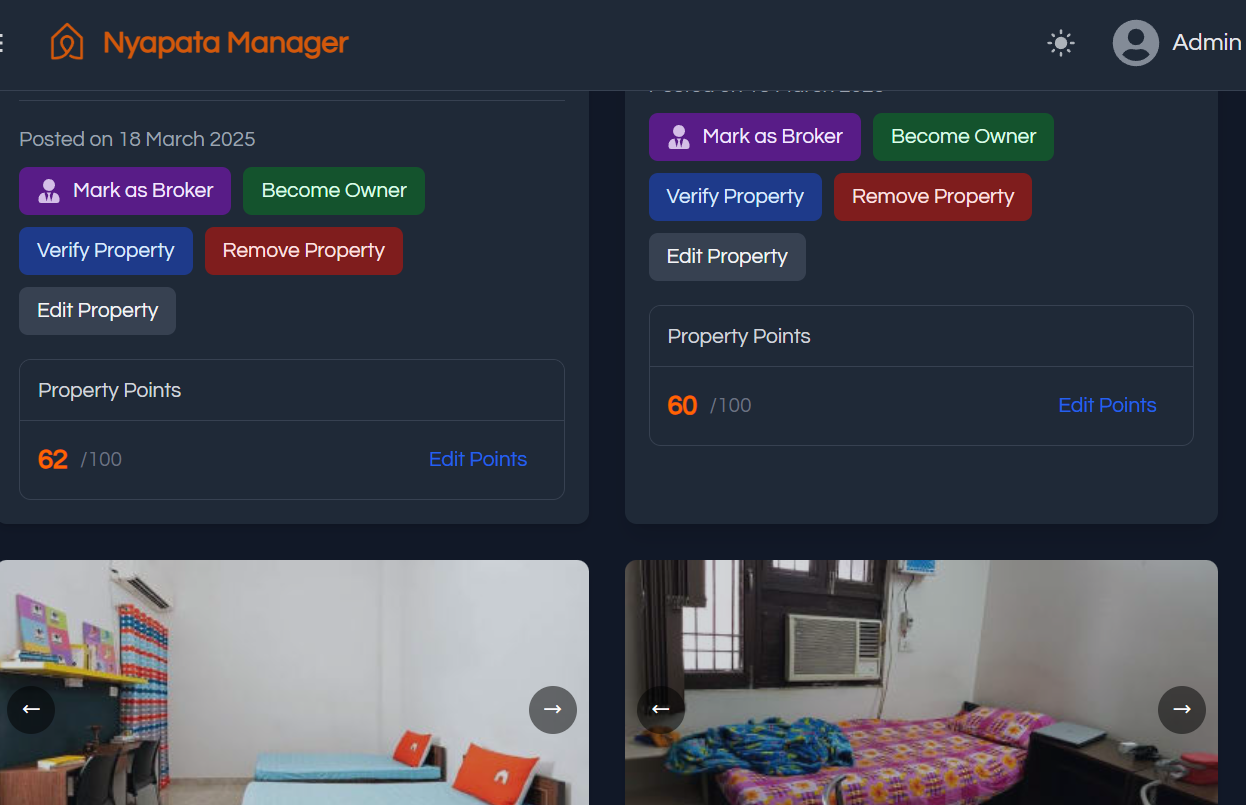 Nyapata Manager
Admin
Posted on 18 March 2025
Mark as Broker
Become Owner
Verify Property
Remove Property
Edit Property
Property Points
62 /100
Edit Points
Mark as Broker
Become Owner
Verify Property
Remove Property
Edit Property
Property Points
60 /100
Edit Points